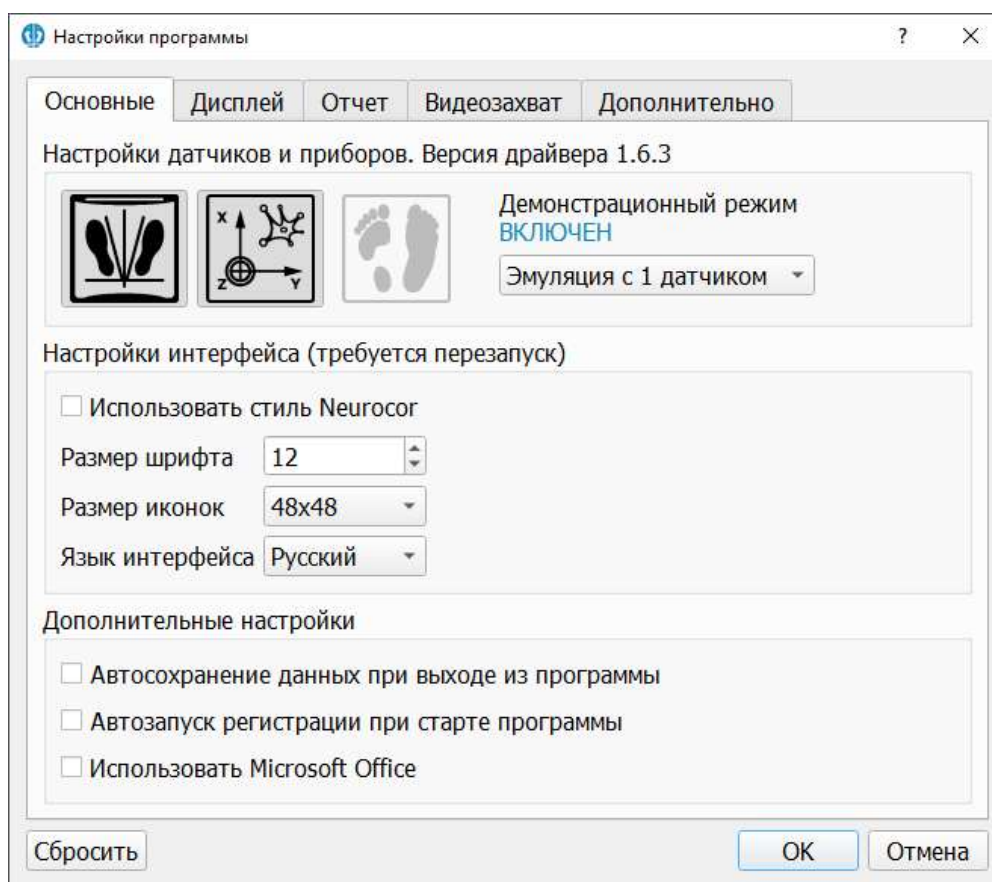 Настройки программы
?
Основные
Дисплей
Отчет
Видеозахват
Дополнительно
Настройки датчиков и приборов. Версия драйвера 1.6.3
X
Z
Y
Демонстрационный режим
ВКЛЮЧЕН
Эмуляция с 1 датчиком
Настройки интерфейса (требуется перезапуск)
Использовать стиль Neurocor
Размер шрифта 12
Размер иконок 48x48
Язык интерфейса Русский
Дополнительные настройки
Автосохранение данных при выходе из программы
Автозапуск регистрации при старте программы
Использовать Microsoft Office
Сбросить
OK
Отмена